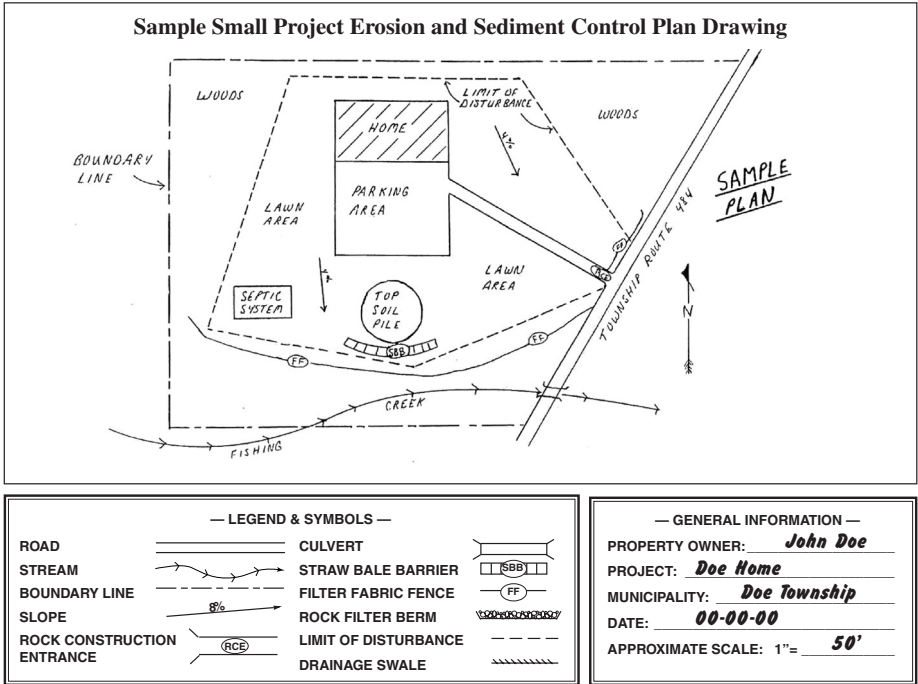 Sample Small Project Erosion and Sediment Control Plan Drawing
WOODS
LIMIT OF
DISTURBANCE
WOODS
HOME
BOUNDARY
LINE
PARKING
AREA
SAMPLE
PLAN
LAWN
AREA
TOWNSHIP ROUTE 484
FF
RCE
LAWN
AREA
SEPTIC
SYSTEM
TOP
SOIL
PILE
N
SBB
FF
FF
FISHING
CREEK
— LEGEND & SYMBOLS —
ROAD
STREAM
BOUNDARY LINE
SLOPE
8%
ROCK CONSTRUCTION
ENTRANCE
RCE
CULVERT
STRAW BALE BARRIER
SBB
FILTER FABRIC FENCE
FF
ROCK FILTER BERM
LIMIT OF DISTURBANCE
DRAINAGE SWALE
— GENERAL INFORMATION —
PROPERTY OWNER: John Doe
PROJECT: Doe Home
MUNICIPALITY: Doe Township
DATE: 00-00-00
APPROXIMATE SCALE: 1"= 50'